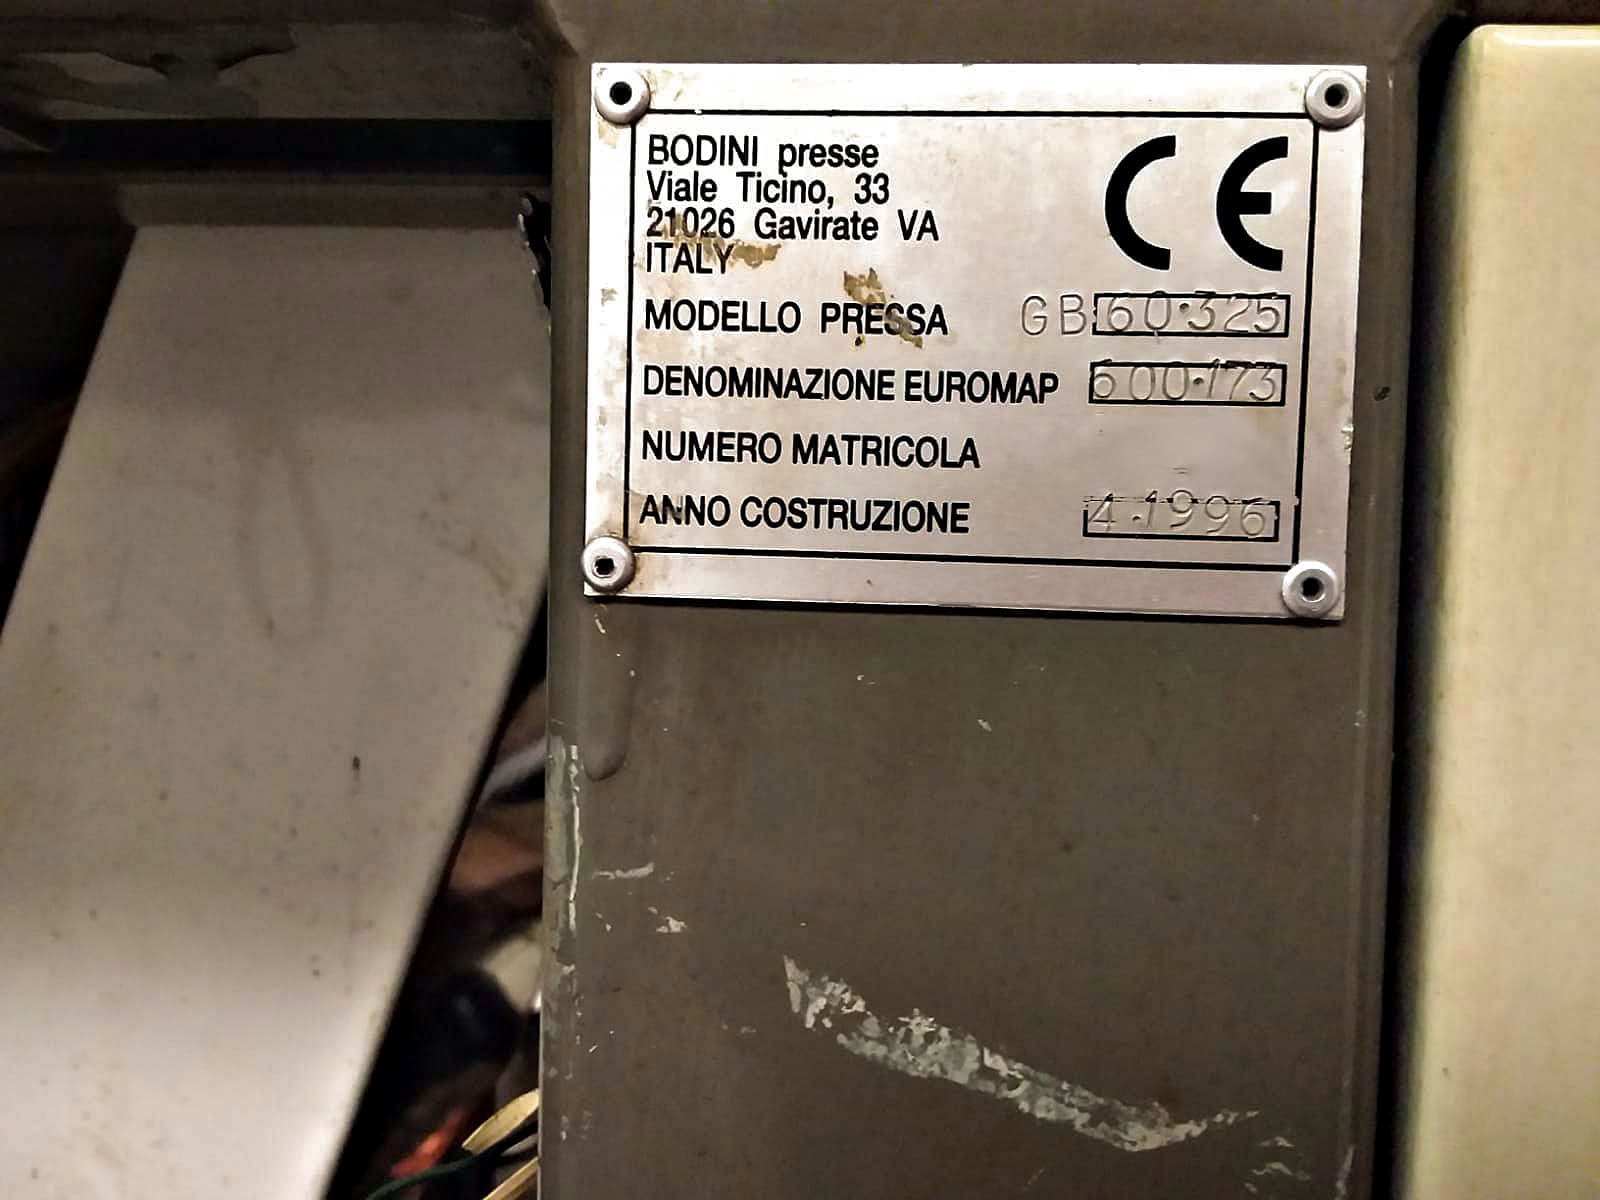 BODINI presse
Viale Ticino, 33
21026 Gavirate VA
ITALY
CE
MODELLO PRESSA GB 60·325
DENOMINAZIONE EUROMAP 600·173
NUMERO MATRICOLA
ANNO COSTRUZIONE 4.1996